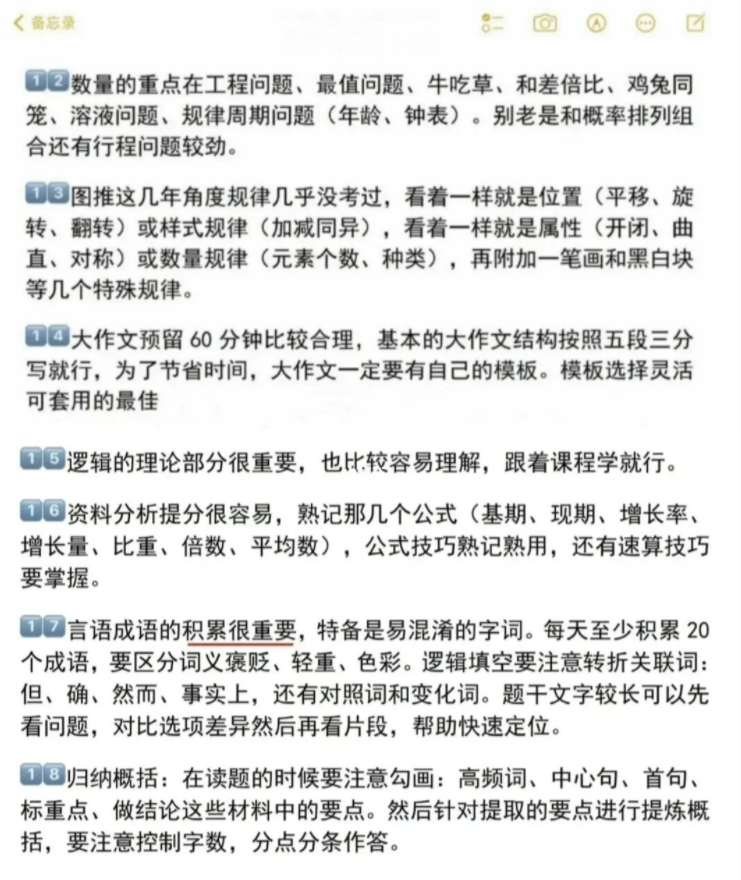 备忘录
12数量的重点在工程问题、最值问题、牛吃草、和差倍比、鸡兔同
笼、溶液问题、规律周期问题（年龄、钟表）。别老是和概率排列组
合还有行程问题较劲。
13图推这几年角度规律几乎没考过，看着一样就是位置（平移、旋
转、翻转）或样式规律（加减同异），看着一样就是属性（开闭、曲
直、对称）或数量规律（元素个数、种类），再附加一笔画和黑白块
等几个特殊规律。
14大作文预留 60 分钟比较合理，基本的大作文结构按照五段三分
写就行，为了节省时间，大作文一定要有自己的模板。模板选择灵活
可套用的最佳
15逻辑的理论部分很重要，也比较容易理解，跟着课程学就行。
16资料分析提分很容易，熟记那几个公式（基期、现期、增长率、
增长量、比重、倍数、平均数），公式技巧熟记熟用，还有速算技巧
要掌握。
17言语成语的积累很重要，特备是易混淆的字词。每天至少积累 20
个成语，要区分词义褒贬、轻重、色彩。逻辑填空要注意转折关联词：
但、确、然而、事实上，还有对照词和变化词。题干文字较长可以先
看问题，对比选项差异然后再看片段，帮助快速定位。
18归纳概括：在读题的时候要注意勾画：高频词、中心句、首句、
标重点、做结论这些材料中的要点。然后针对提取的要点进行提炼概
括，要注意控制字数，分点分条作答。